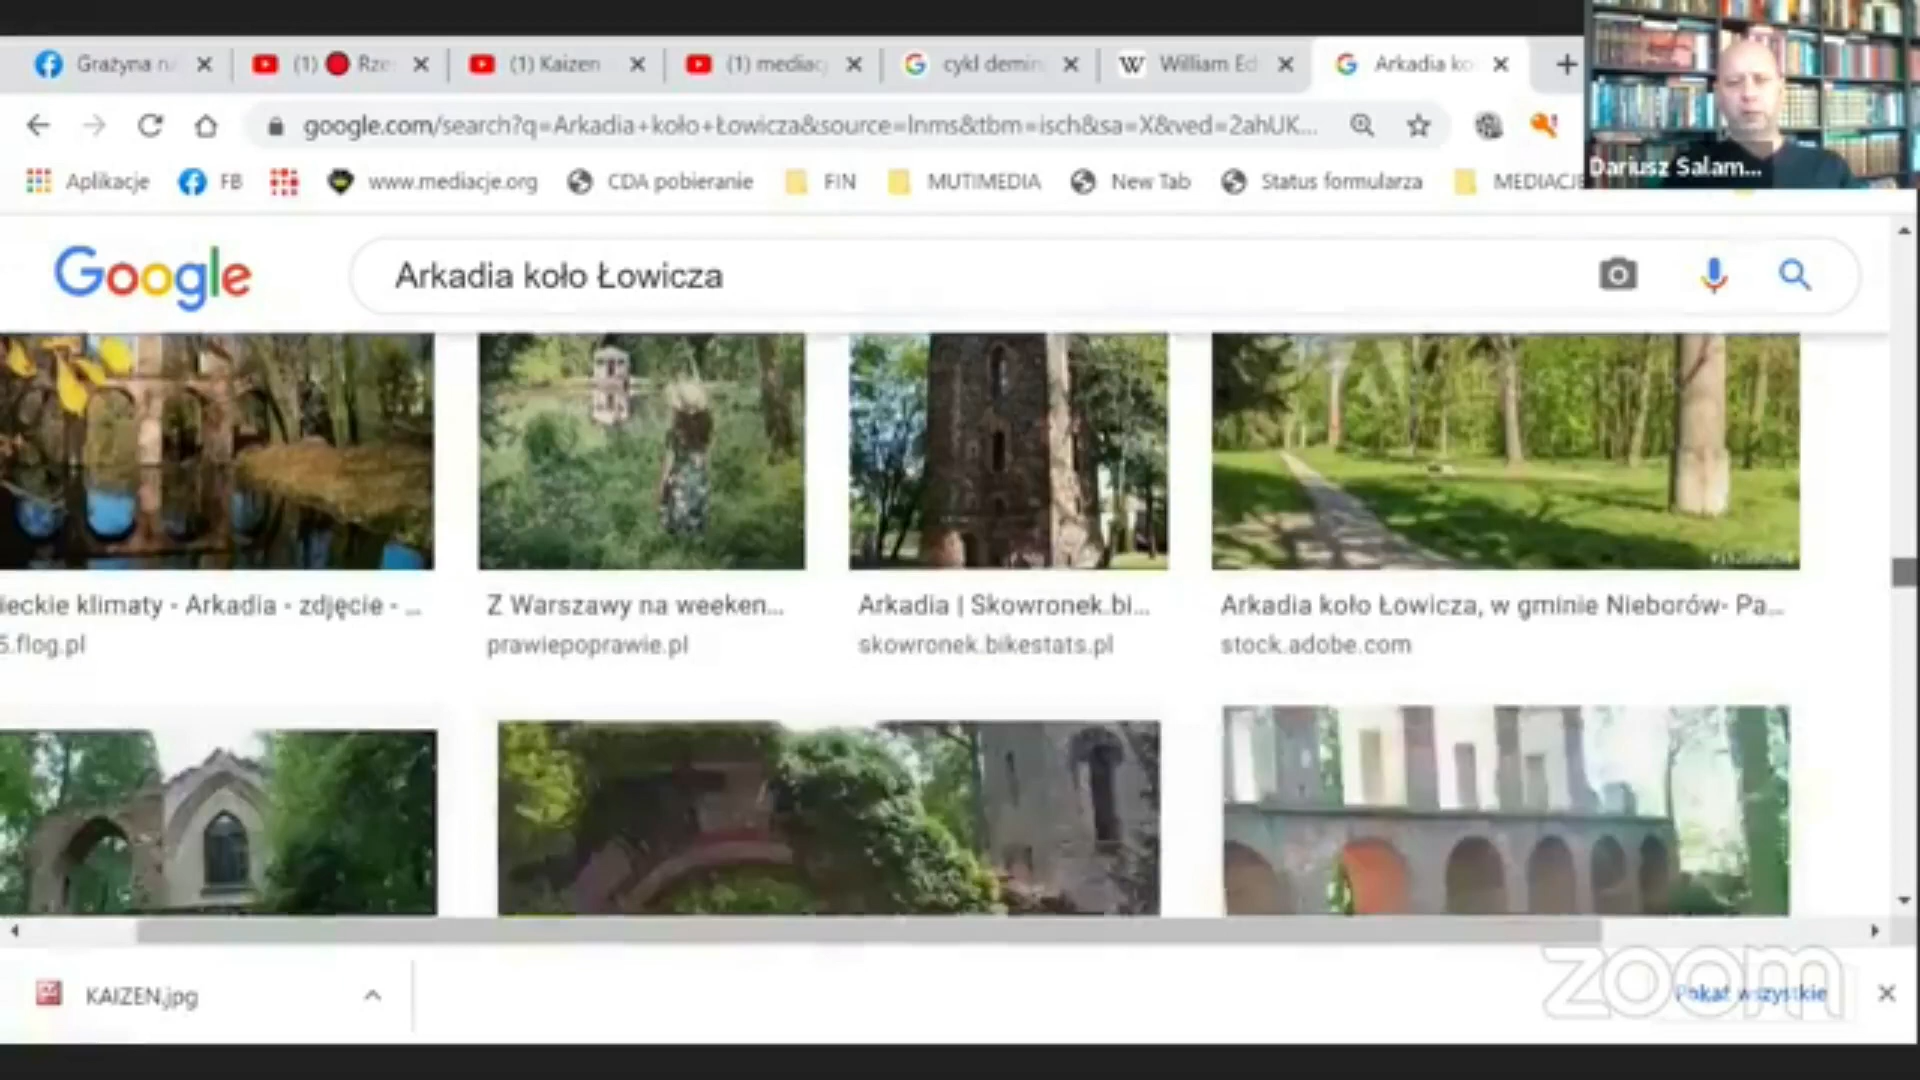 Grażyna n
(1) Rze
(1) Kaizen
(1) mediac
cykl demin
William Ed
Arkadia ko
google.com/search?q=Arkadia+koło+Łowicza&source=lnms&tbm=isch&sa=X&ved=2ahUK...
Aplikacje
FB
www.mediacje.org
CDA pobieranie
FIN
MUTIMEDIA
New Tab
Status formularza
MEDIACJE
Dariusz Salam...
Google
Arkadia koło Łowicza
ieckie klimaty - Arkadia - zdjęcie - ...
5.flog.pl
Z Warszawy na weeken...
prawiepoprawie.pl
Arkadia | Skowronek.bi...
skowronek.bikestats.pl
Arkadia koło Łowicza, w gminie Nieborów- Pa...
stock.adobe.com
KAIZEN.jpg
Pokaż wszystkie
zoom